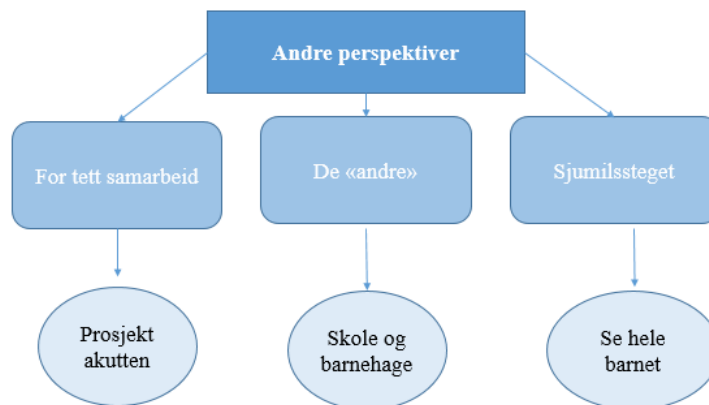 Andre perspektiver
For tett samarbeid
De «andre»
Sjumilssteget
Prosjekt
akutten
Skole og
barnehage
Se hele
barnet